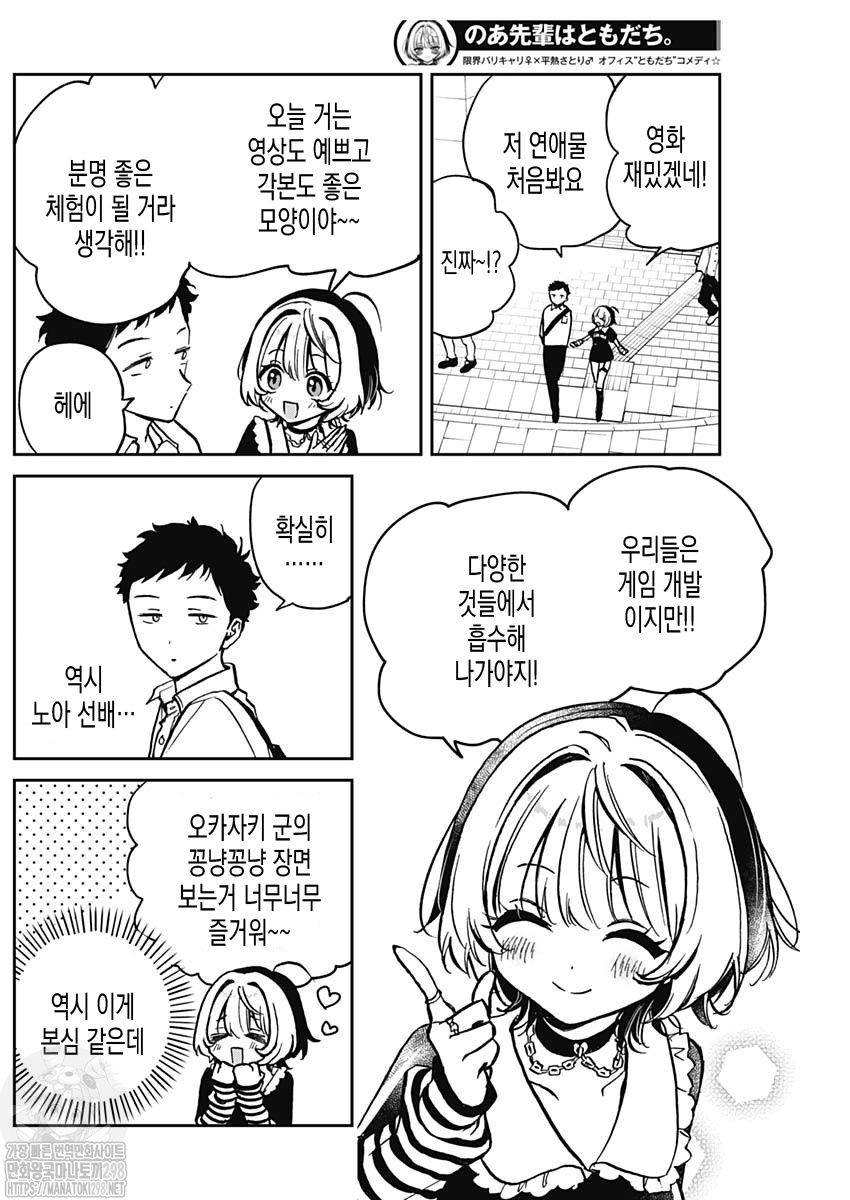 のあ先輩はともだち。
限界バリキャリ♀×平熱さとり♂ オフィス"ともだち"コメディ☆
영화
재밌겠네!
저 연애물
처음봐요
진짜~!?
오늘 거는
영상도 예쁘고
각본도 좋은
모양이야~~
분명 좋은
체험이 될 거라
생각해!!
헤에
우리들은
게임 개발
이지만!!
다양한
것들에서
흡수해
나가야지!
확실히
……
역시
노아 선배…
오카자키 군의
꽁냥꽁냥 장면
보는거 너무너무
즐거워~~
역시 이게
본심 같은데
가장 빠른 번역만화사이트
만화왕국마나토끼298
HTTPS://MANATOKI298.NET